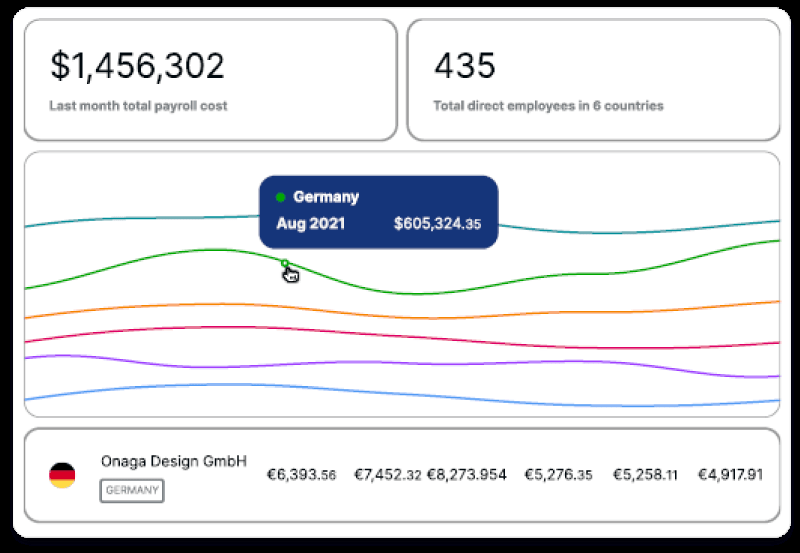 $1,456,302
Last month total payroll cost
435
Total direct employees in 6 countries
Germany
Aug 2021 $605,324.35
Onaga Design GmbH
GERMANY
€6,393.56 €7,452.32 €8,273.954 €5,276.35 €5,258.11 €4,917.91